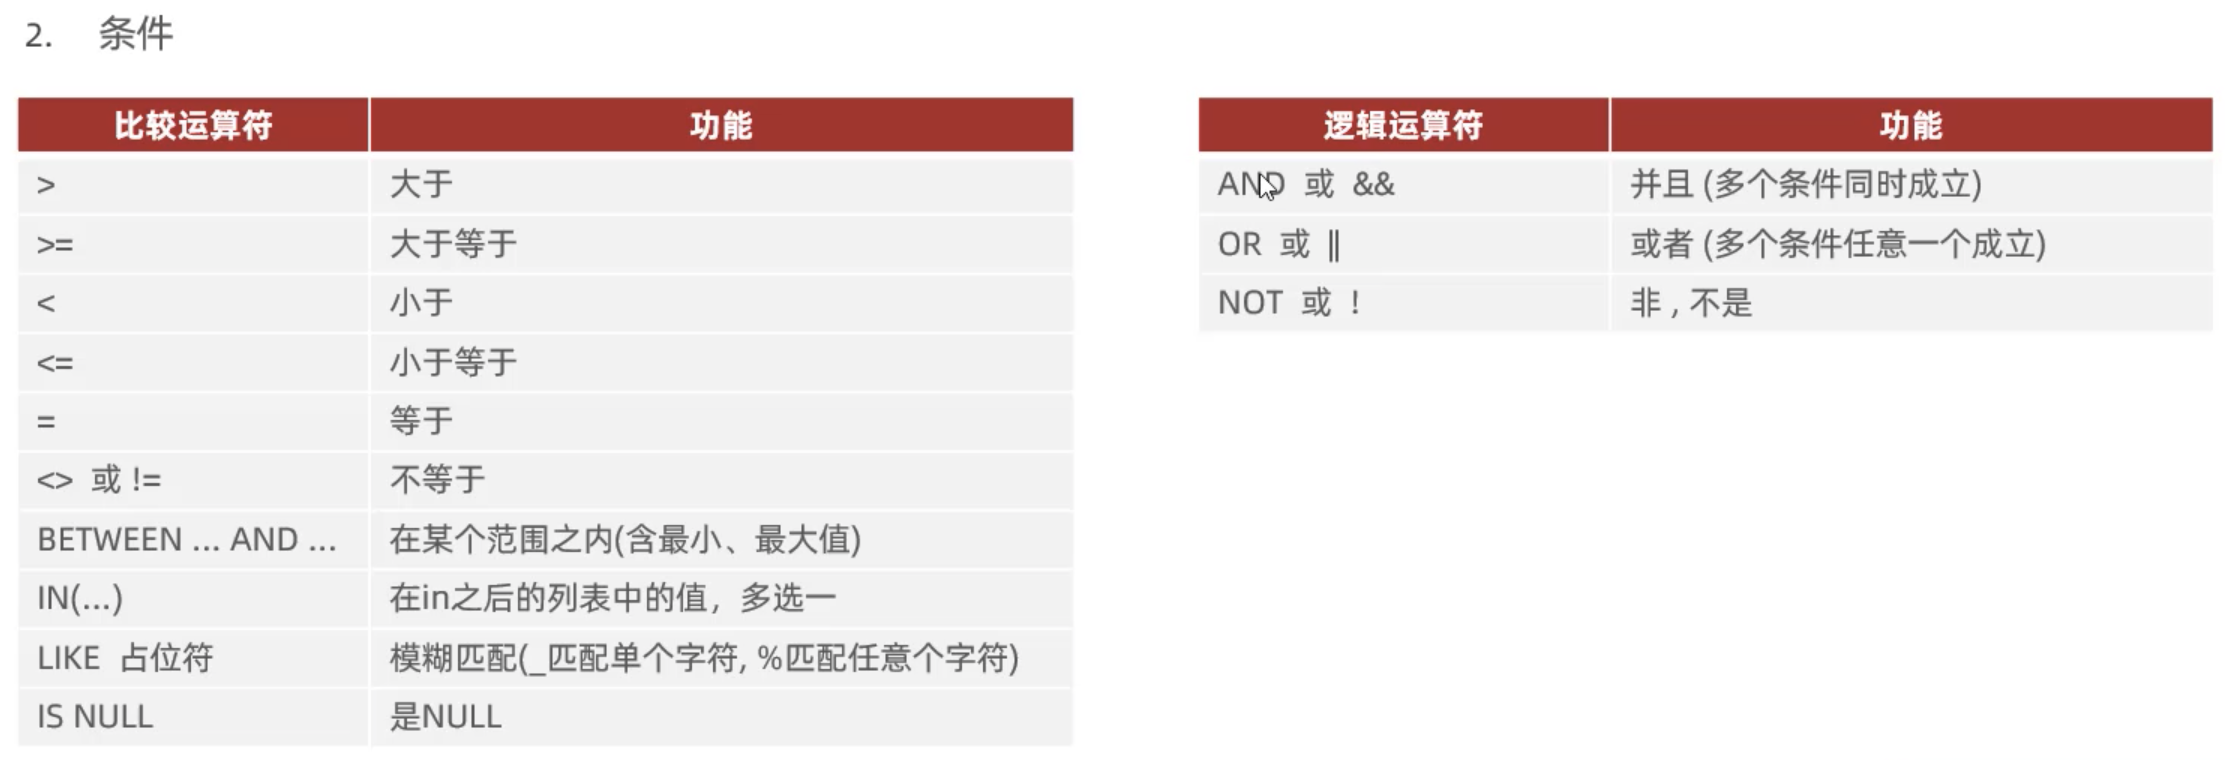 2. 条件
比较运算符 功能
> 大于
>= 大于等于
< 小于
<= 小于等于
= 等于
<> 或 != 不等于
BETWEEN ... AND ... 在某个范围之内(含最小、最大值)
IN(...) 在in之后的列表中的值，多选一
LIKE 占位符 模糊匹配(_匹配单个字符, %匹配任意个字符)
IS NULL 是NULL
逻辑运算符 功能
AND 或 && 并且 (多个条件同时成立)
OR 或 || 或者 (多个条件任意一个成立)
NOT 或 ! 非 , 不是